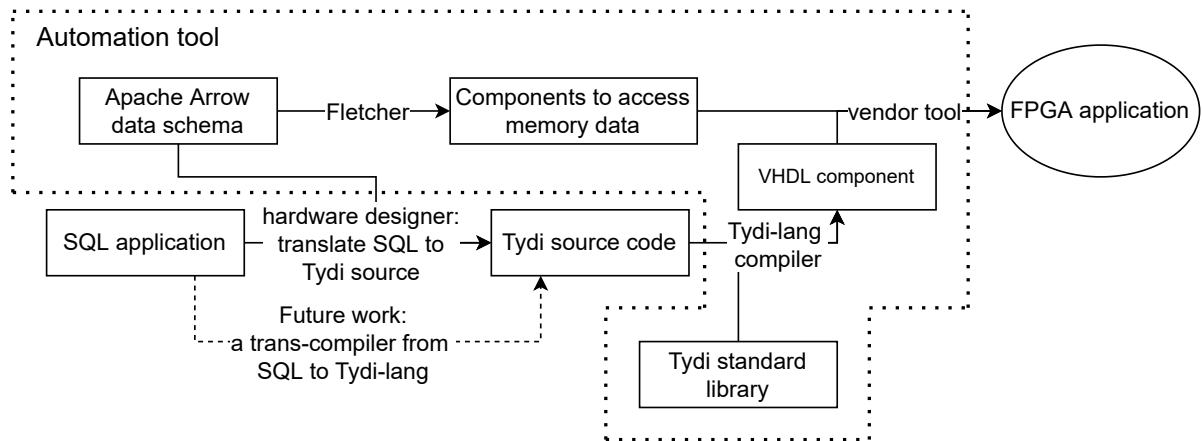 Automation tool
Apache Arrow
data schema
Fletcher
Components to access
memory data
vendor tool
FPGA application
VHDL component
SQL application
hardware designer:
translate SQL to
Tydi source
Tydi source code
Tydi-lang
compiler
Future work:
a trans-compiler from
SQL to Tydi-lang
Tydi standard
library